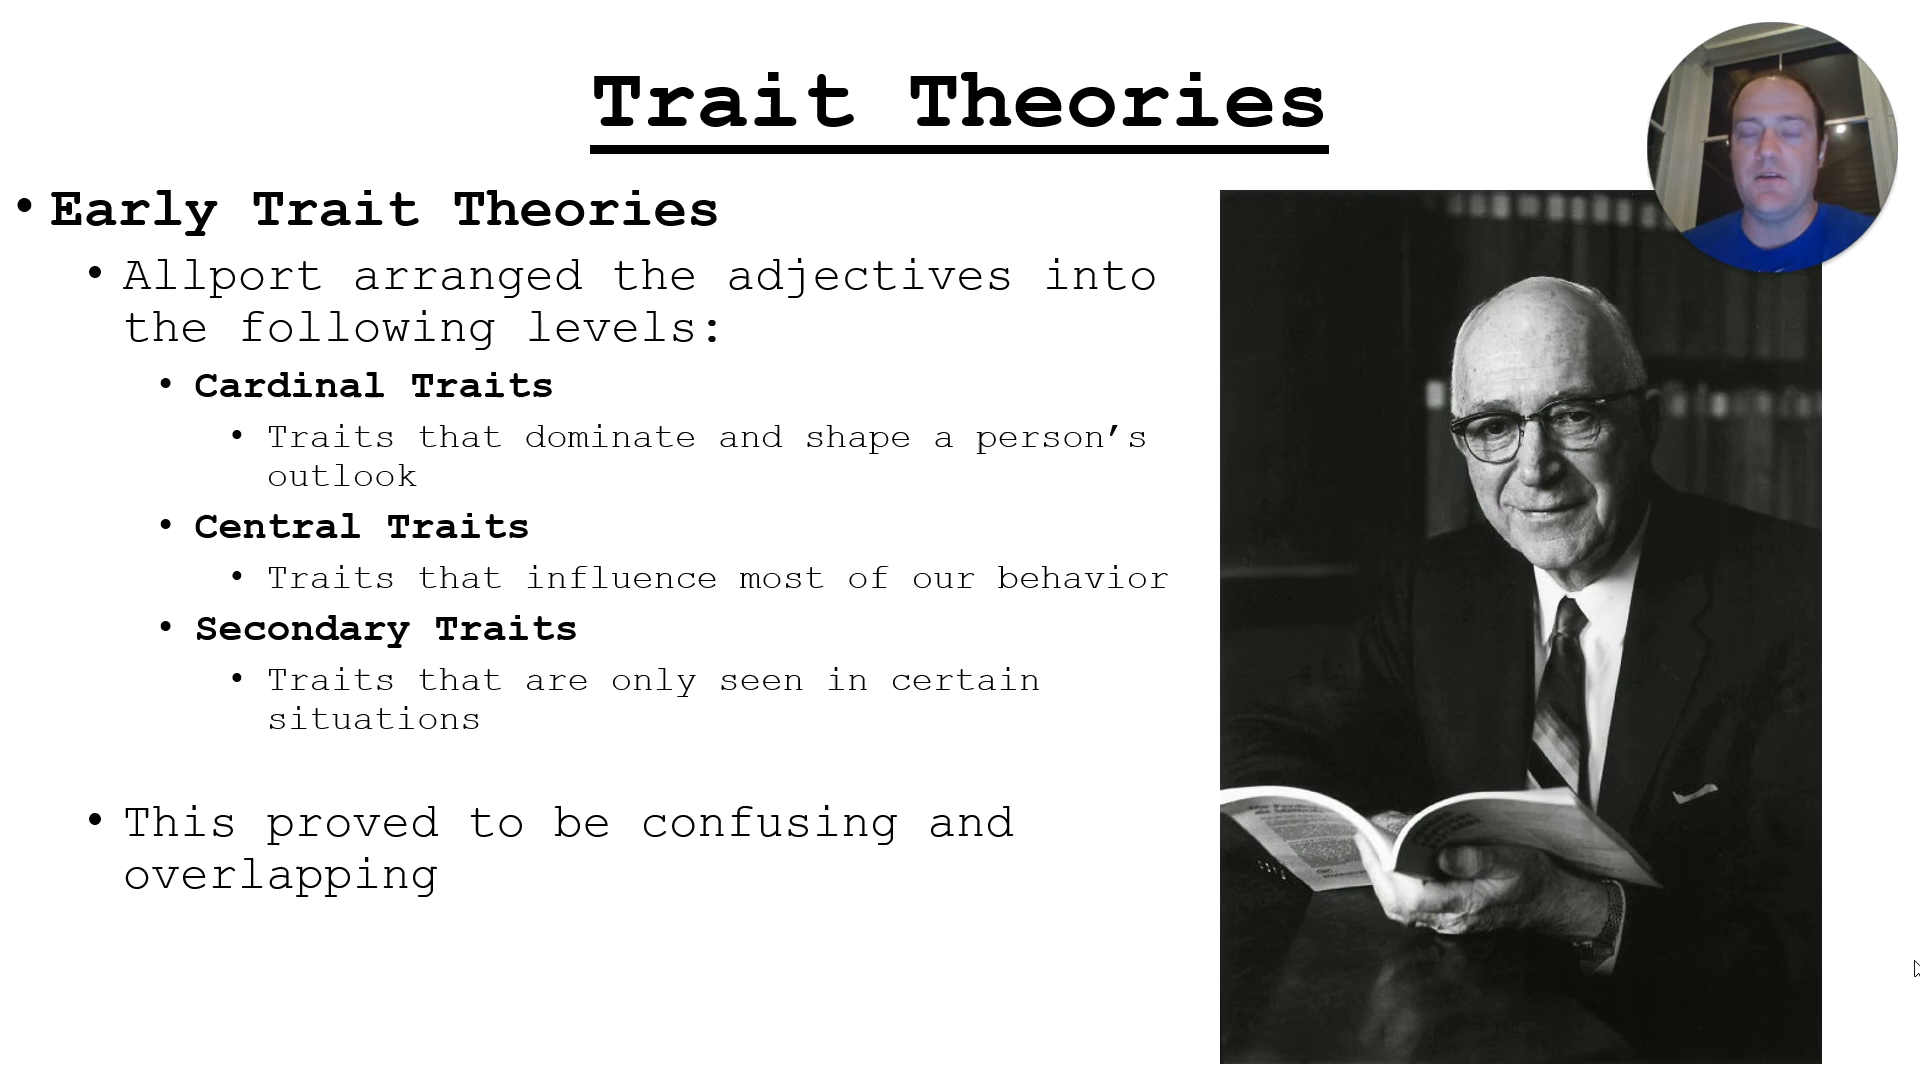 Trait Theories
• Early Trait Theories
• Allport arranged the adjectives into
the following levels:
• Cardinal Traits
• Traits that dominate and shape a person’s
outlook
• Central Traits
• Traits that influence most of our behavior
• Secondary Traits
• Traits that are only seen in certain
situations
• This proved to be confusing and
overlapping